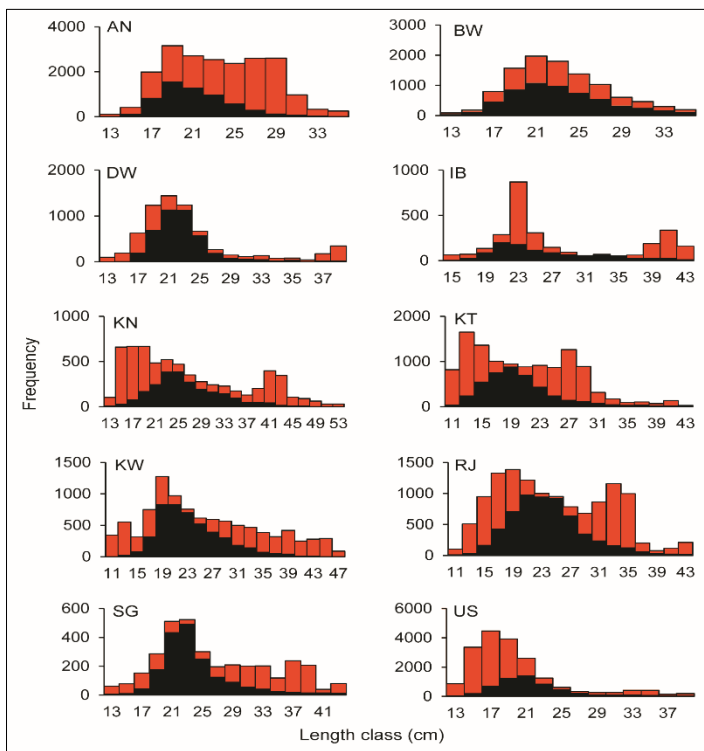 AN
4000
2000
0
13 17 21 25 29 33
BW
3000
2000
1000
0
13 17 21 25 29 33
DW
2000
1000
0
13 17 21 25 29 33 37
IB
1000
500
0
15 19 23 27 31 35 39 43
KN
1000
500
0
13 17 21 25 29 33 37 41 45 49 53
KT
2000
1000
0
11 15 19 23 27 31 35 39 43
KW
1500
1000
500
0
11 15 19 23 27 31 35 39 43 47
RJ
1500
1000
500
0
11 15 19 23 27 31 35 39 43
SG
600
400
200
0
13 17 21 25 29 33 37 41
US
6000
4000
2000
0
13 17 21 25 29 33 37
Frequency
Length class (cm)